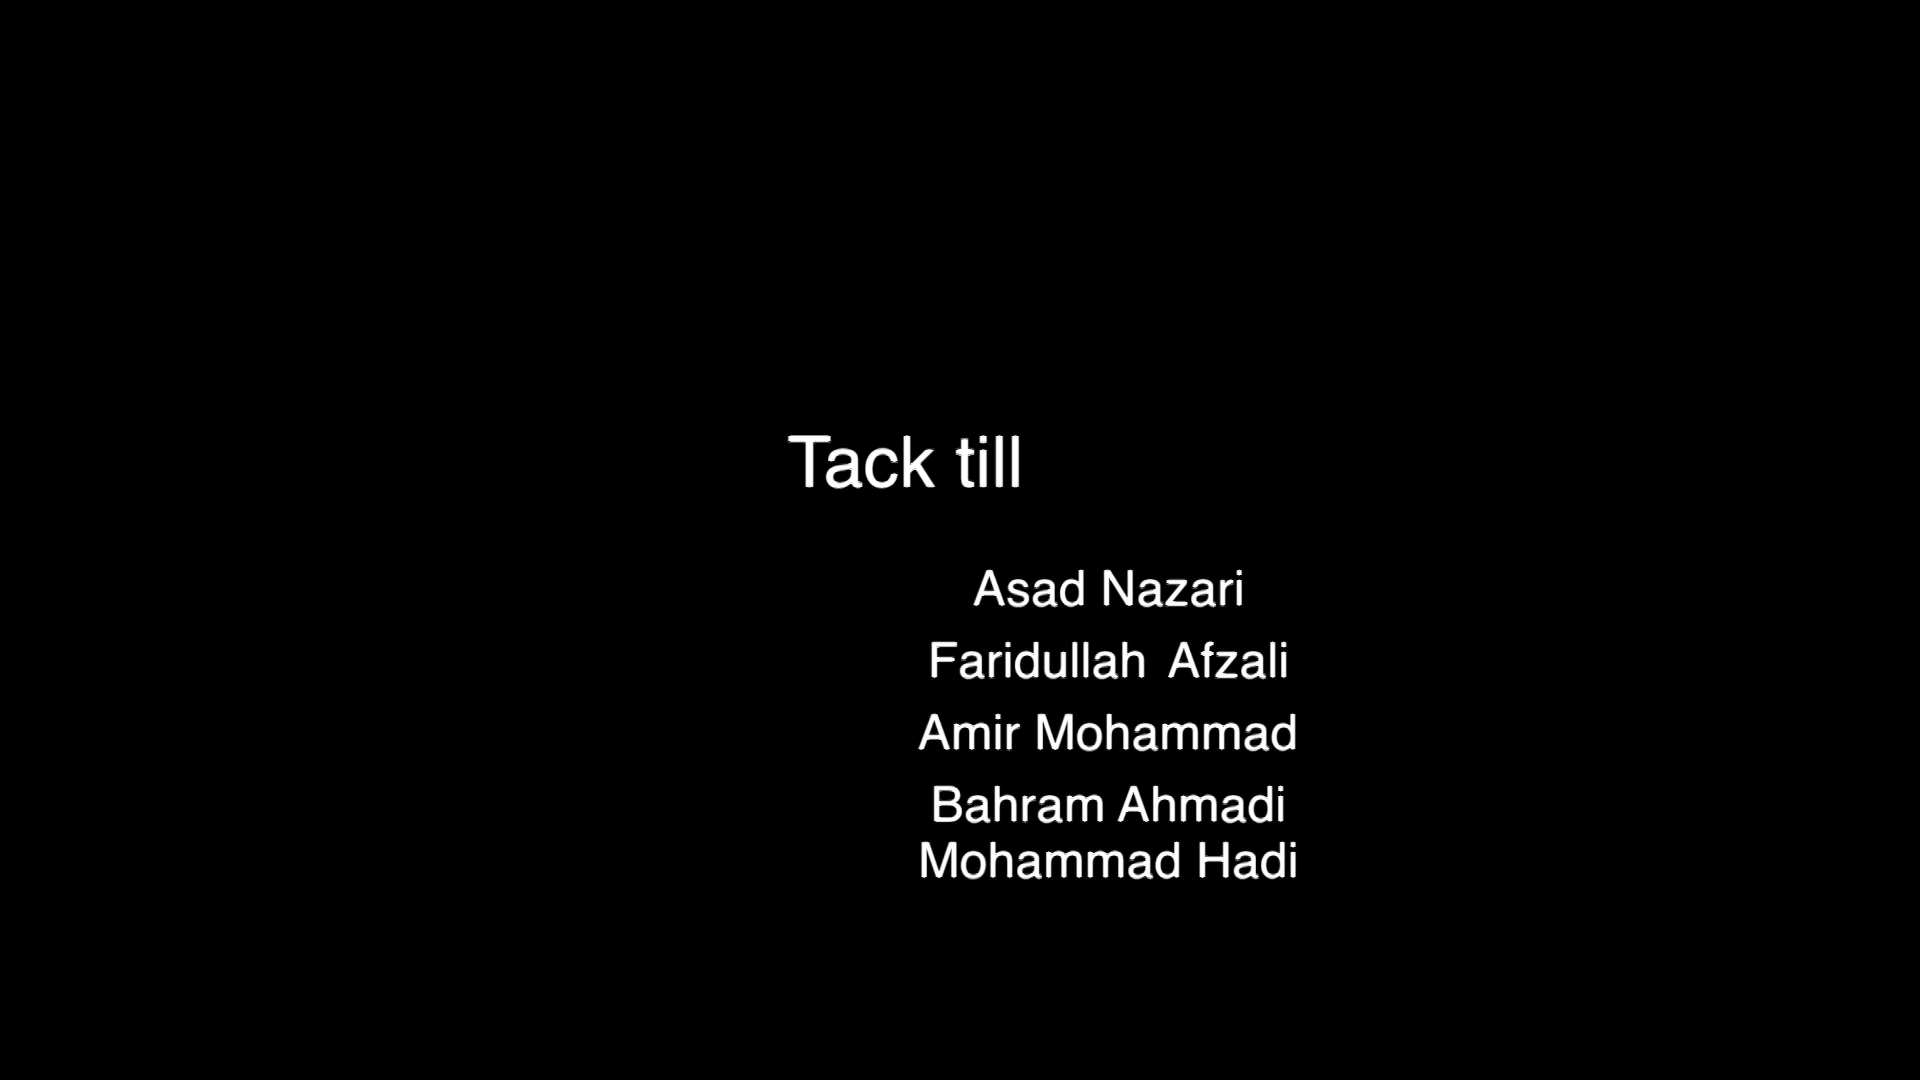 Tack till
Asad Nazari
Faridullah Afzali
Amir Mohammad
Bahram Ahmadi
Mohammad Hadi